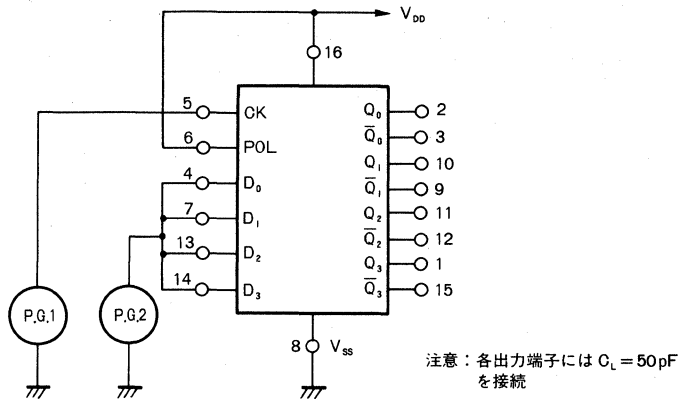 V_DD
16
5 CK
6 POL
4 D₀
7 D₁
13 D₂
14 D₃
Q₀ 2
Q̅₀ 3
Q₁ 10
Q̅₁ 9
Q₂ 11
Q̅₂ 12
Q₃ 1
Q̅₃ 15
P.G.1
P.G.2
8 V_SS
注意：各出力端子には C_L＝50pF
を接続